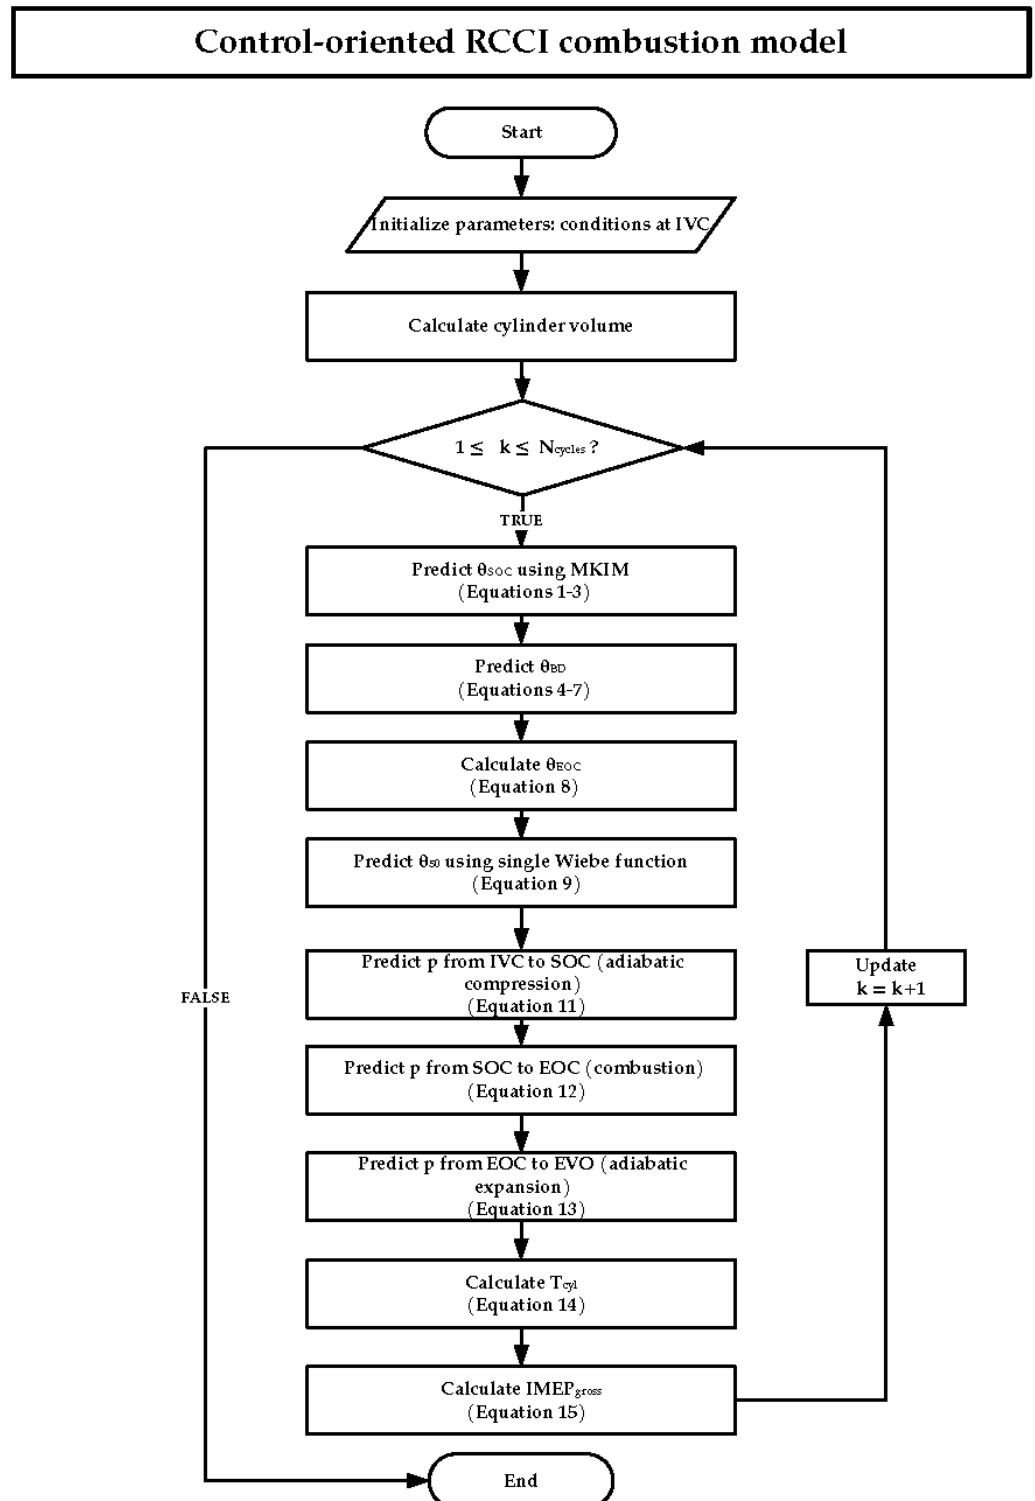 Control-oriented RCCI combustion model
Start
Initialize parameters: conditions at IVC
Calculate cylinder volume
1 ≤ k ≤ Ncycles ?
TRUE
Predict θSOC using MKIM
(Equations 1-3)
Predict θBD
(Equations 4-7)
Calculate θEOC
(Equation 8)
Predict θ50 using single Wiebe function
(Equation 9)
Predict p from IVC to SOC (adiabatic
compression)
(Equation 11)
Update
k = k+1
FALSE
Predict p from SOC to EOC (combustion)
(Equation 12)
Predict p from EOC to EVO (adiabatic
expansion)
(Equation 13)
Calculate Tcyl
(Equation 14)
Calculate IMEPgross
(Equation 15)
End